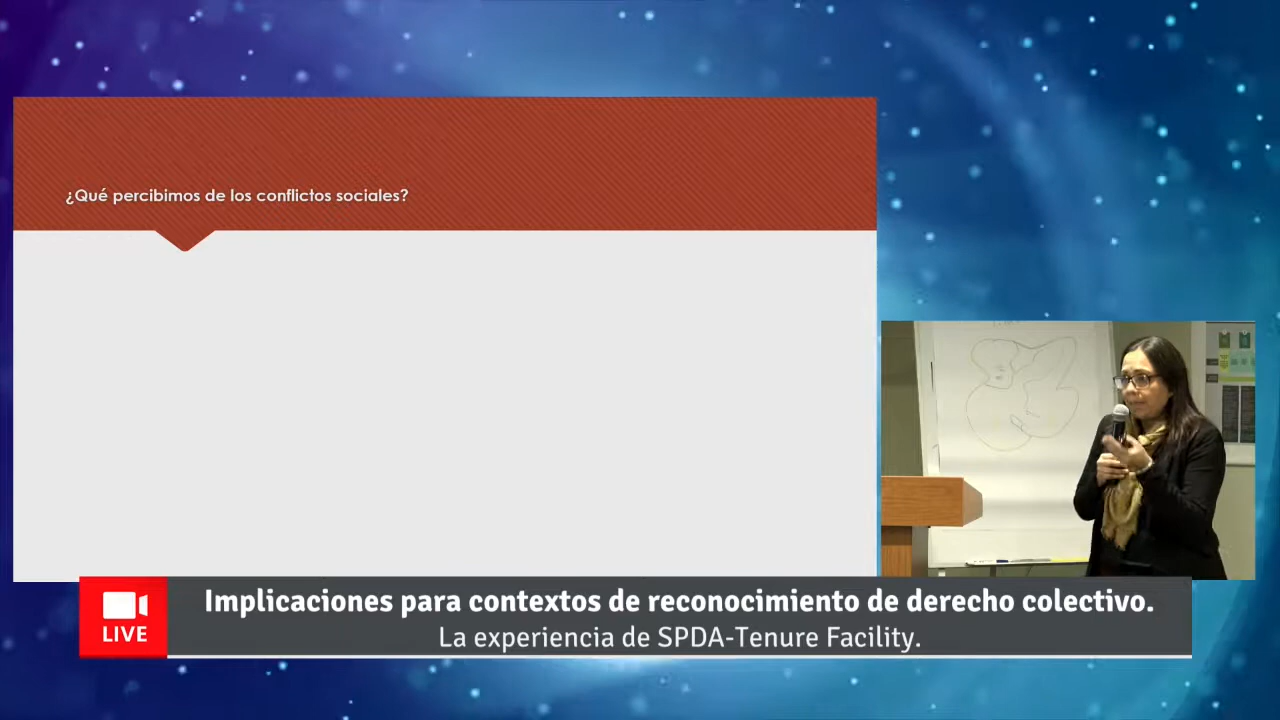 ¿Qué percibimos de los conflictos sociales?
LIVE
Implicaciones para contextos de reconocimiento de derecho colectivo.
La experiencia de SPDA-Tenure Facility.